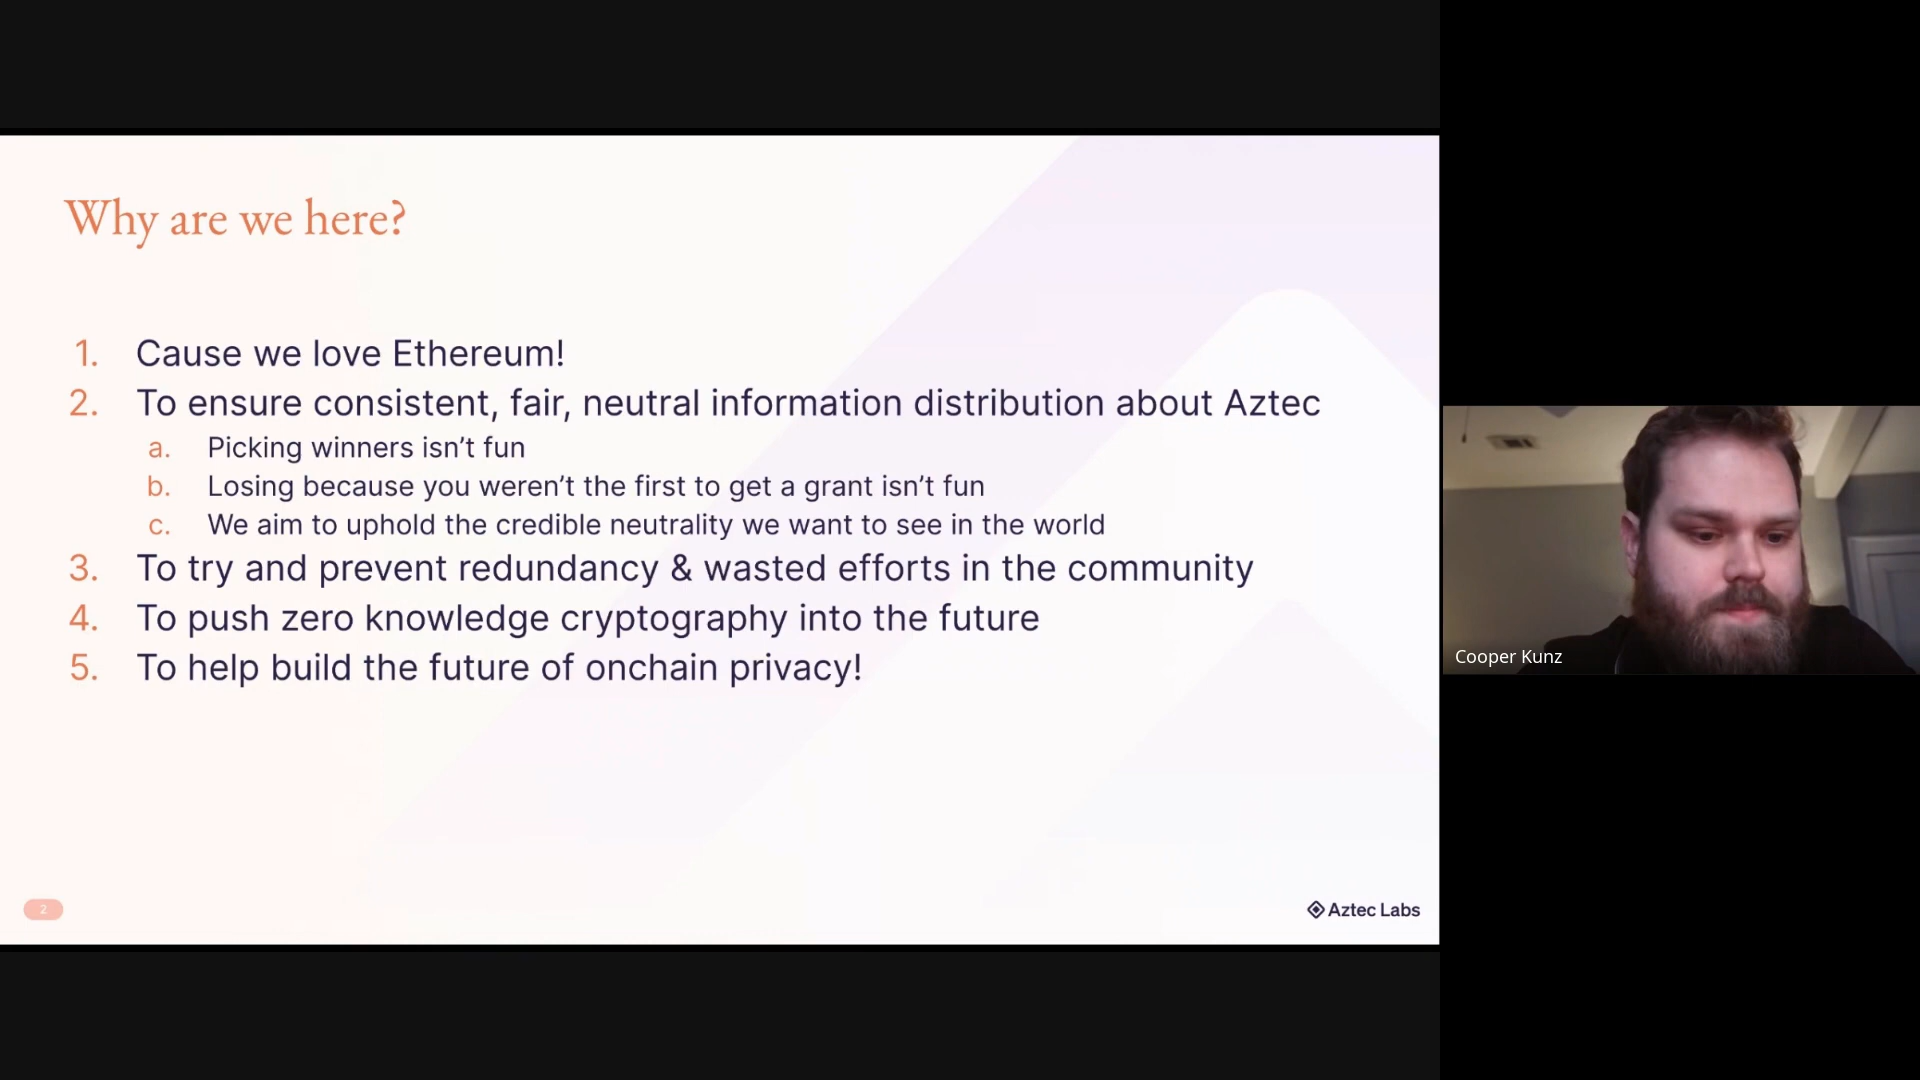 Why are we here?
1. Cause we love Ethereum!
2. To ensure consistent, fair, neutral information distribution about Aztec
a. Picking winners isn’t fun
b. Losing because you weren’t the first to get a grant isn’t fun
c. We aim to uphold the credible neutrality we want to see in the world
3. To try and prevent redundancy & wasted efforts in the community
4. To push zero knowledge cryptography into the future
5. To help build the future of onchain privacy!
2
Aztec Labs
Cooper Kunz